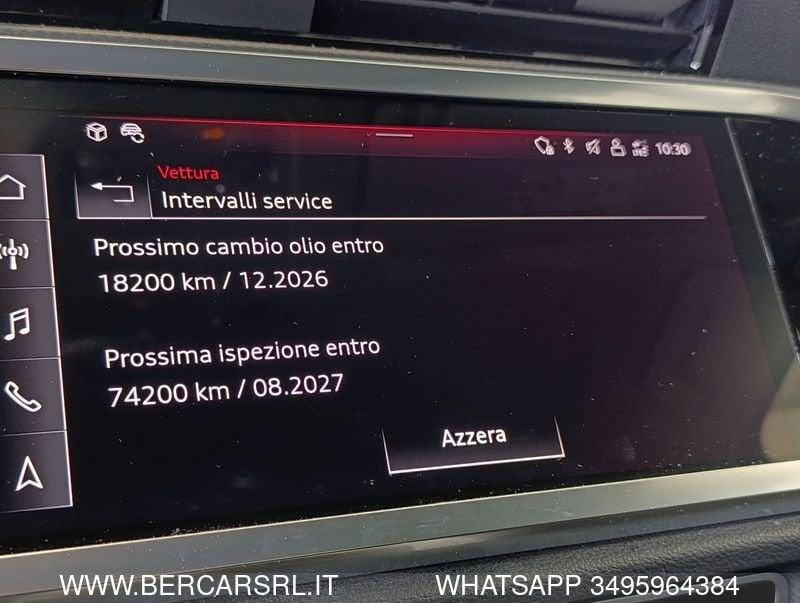 10:30
Vettura
Intervalli service
Prossimo cambio olio entro
18200 km / 12.2026
Prossima ispezione entro
74200 km / 08.2027
Azzera
WWW.BERCARSRL.IT
WHATSAPP 3495964384